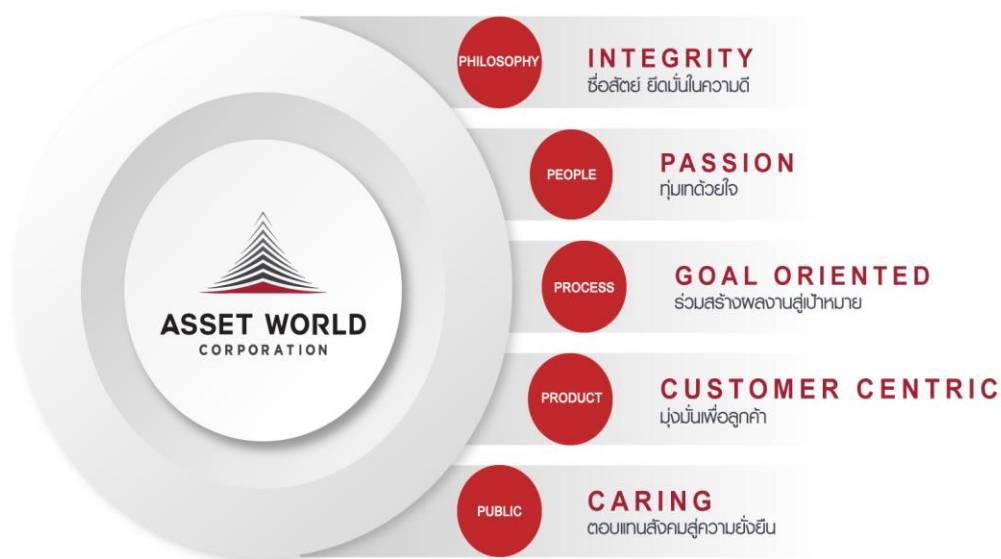 PHILOSOPHY
INTEGRITY
ซื่อสัตย์ ยึดมั่นในความดี
PEOPLE
PASSION
ทุ่มเทด้วยใจ
ASSET WORLD
CORPORATION
PROCESS
GOAL ORIENTED
ร่วมสร้างผลงานสู่เป้าหมาย
PRODUCT
CUSTOMER CENTRIC
มุ่งมั่นเพื่อลูกค้า
PUBLIC
CARING
ตอบแทนสังคมสู่ความยั่งยืน